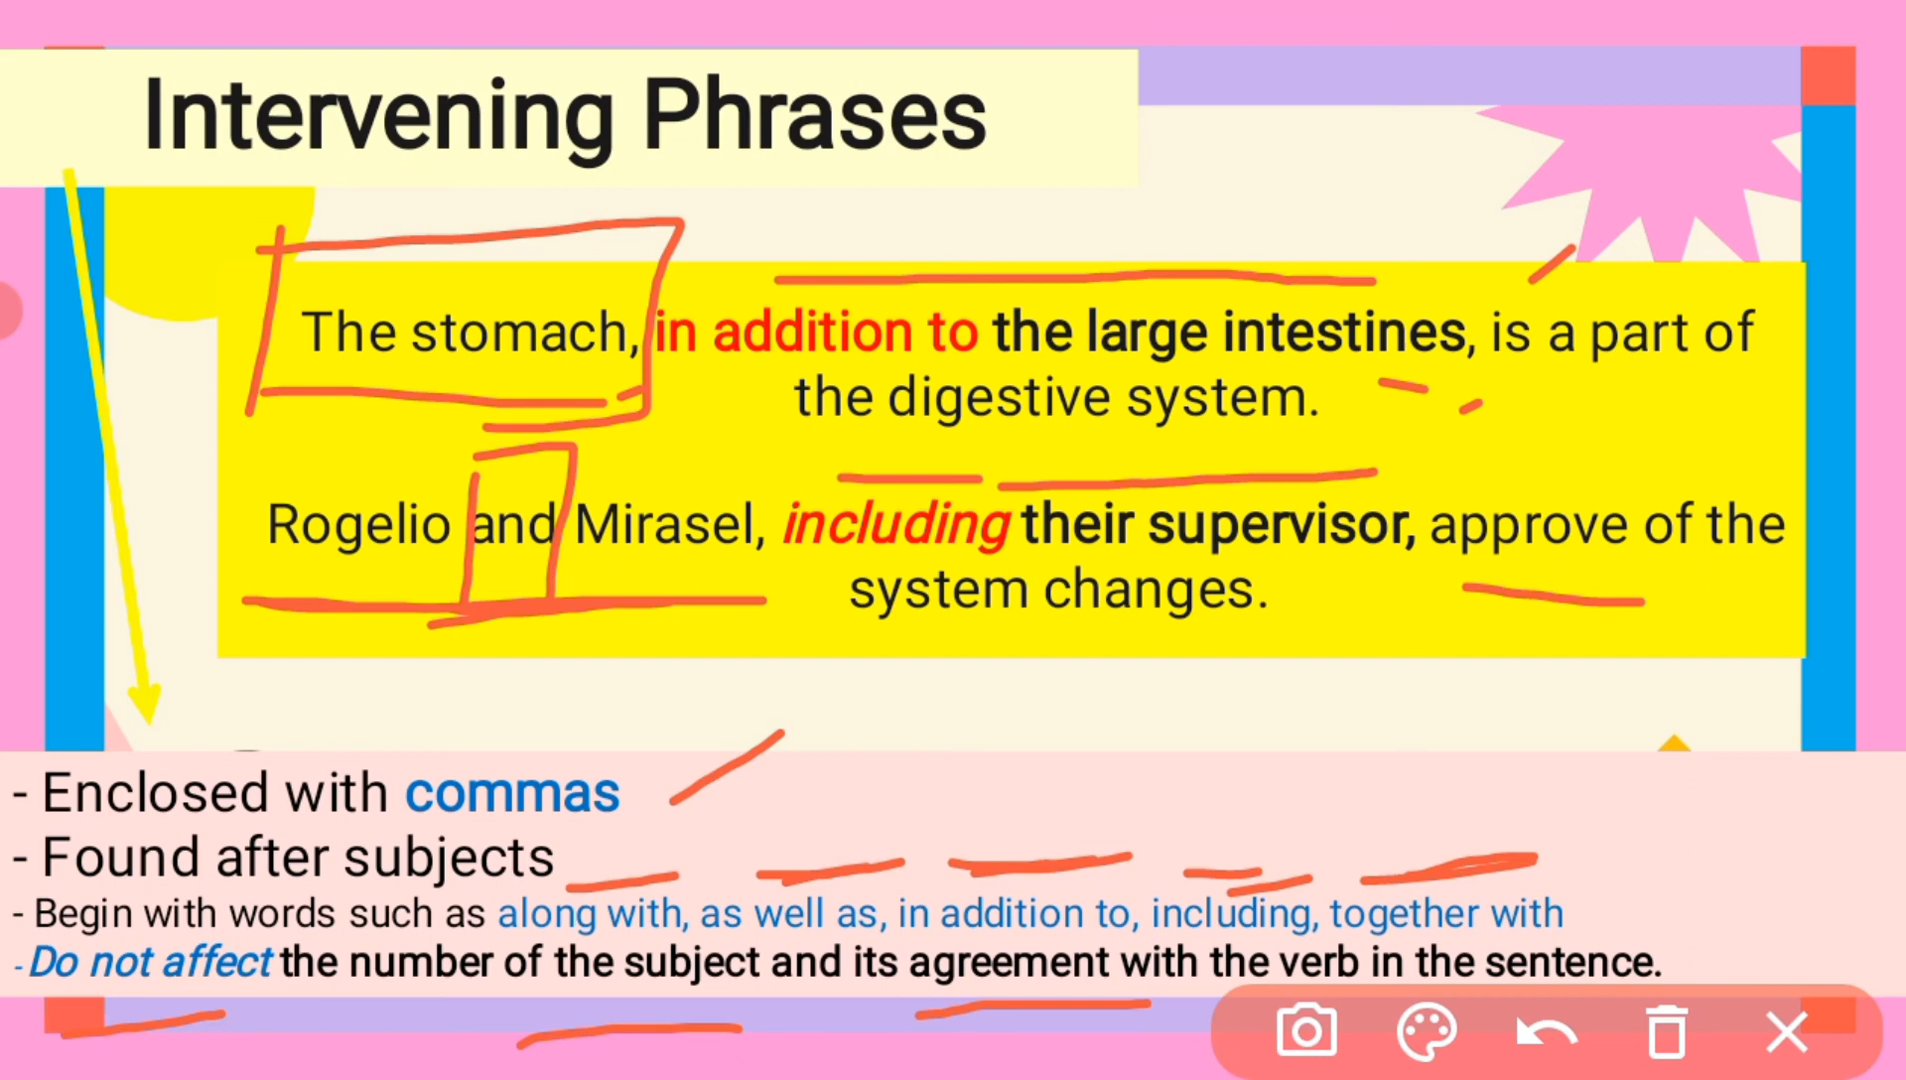 Intervening Phrases
The stomach, in addition to the large intestines, is a part of
the digestive system.
Rogelio and Mirasel, including their supervisor, approve of the
system changes.
- Enclosed with commas
- Found after subjects
- Begin with words such as along with, as well as, in addition to, including, together with
- Do not affect the number of the subject and its agreement with the verb in the sentence.